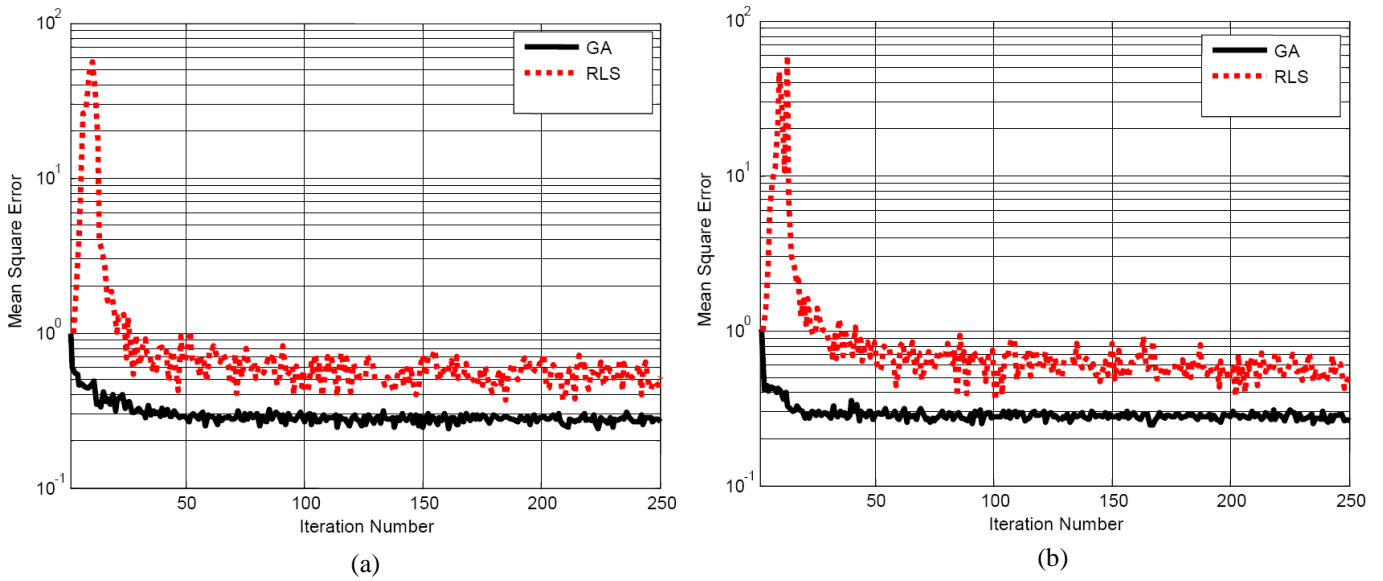 10^2
10^1
10^0
10^-1
Mean Square Error
GA
RLS
50 100 150 200 250
Iteration Number
(a)
10^2
10^1
10^0
10^-1
Mean Square Error
GA
RLS
50 100 150 200 250
Iteration Number
(b)